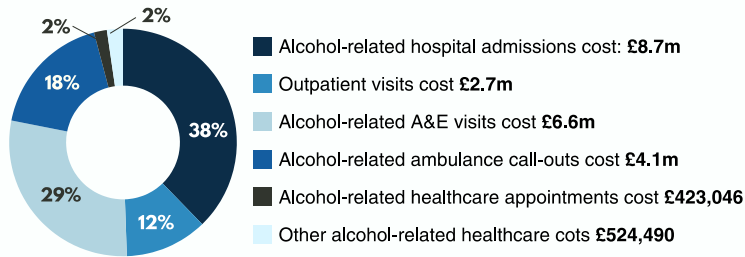 2%
2%
18%
38%
29%
12%
Alcohol-related hospital admissions cost: £8.7m
Outpatient visits cost £2.7m
Alcohol-related A&E visits cost £6.6m
Alcohol-related ambulance call-outs cost £4.1m
Alcohol-related healthcare appointments cost £423,046
Other alcohol-related healthcare cots £524,490